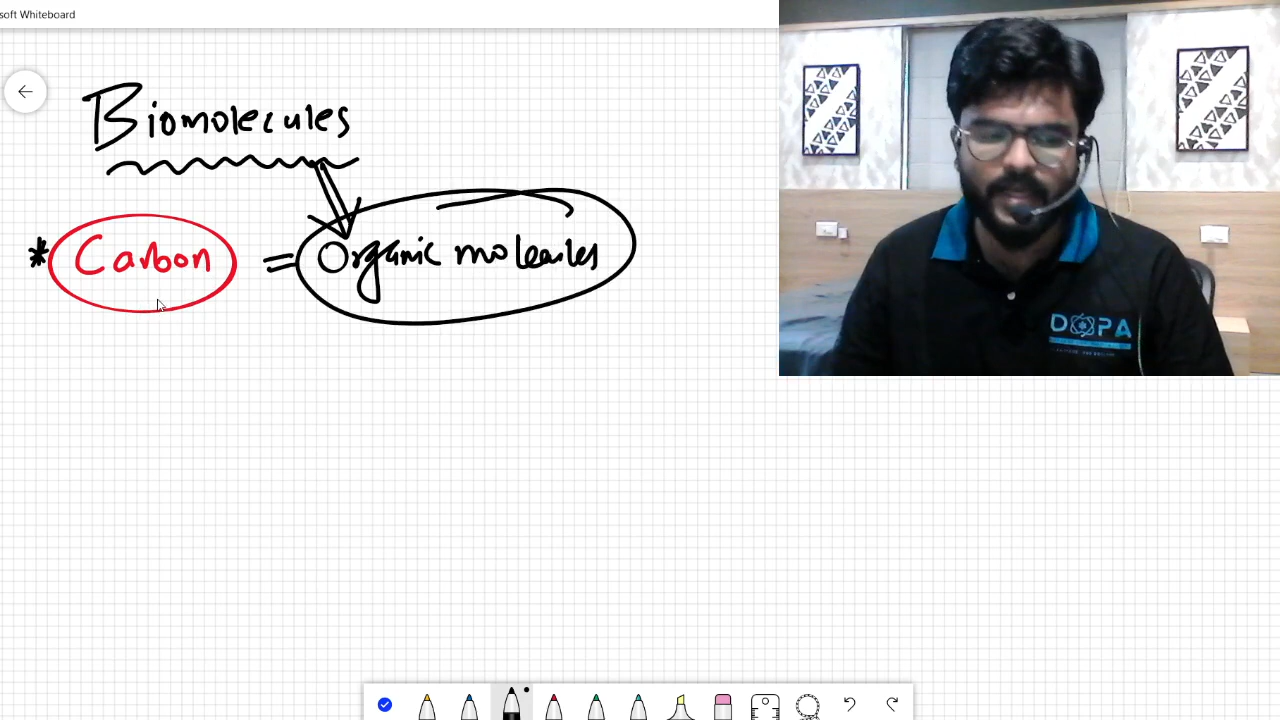 soft Whiteboard
Biomolecules
* Carbon = Organic molecules
DOPA